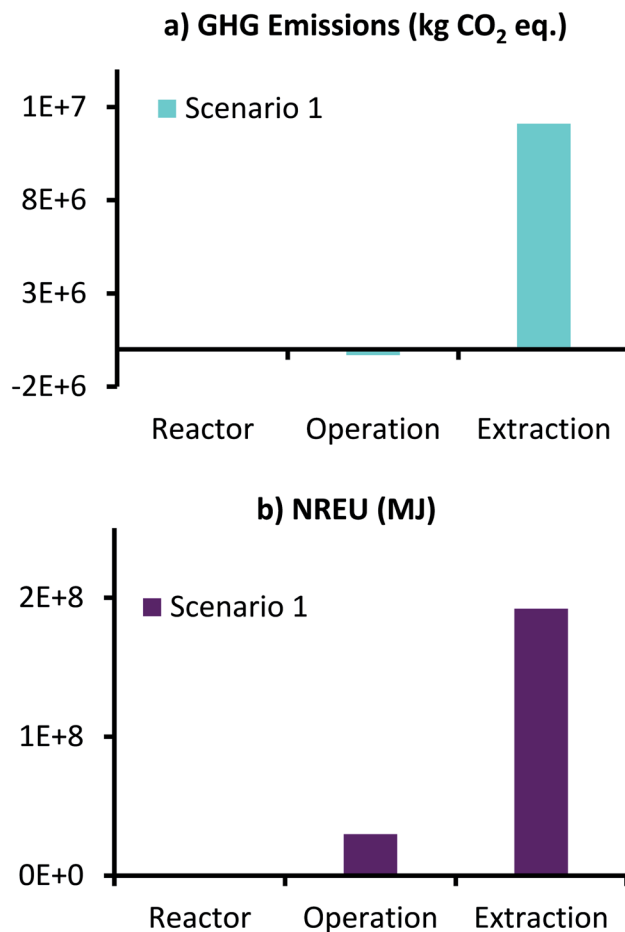 a) GHG Emissions (kg CO₂ eq.)
1E+7
Scenario 1
8E+6
3E+6
-2E+6
Reactor Operation Extraction
b) NREU (MJ)
2E+8
Scenario 1
1E+8
0E+0
Reactor Operation Extraction